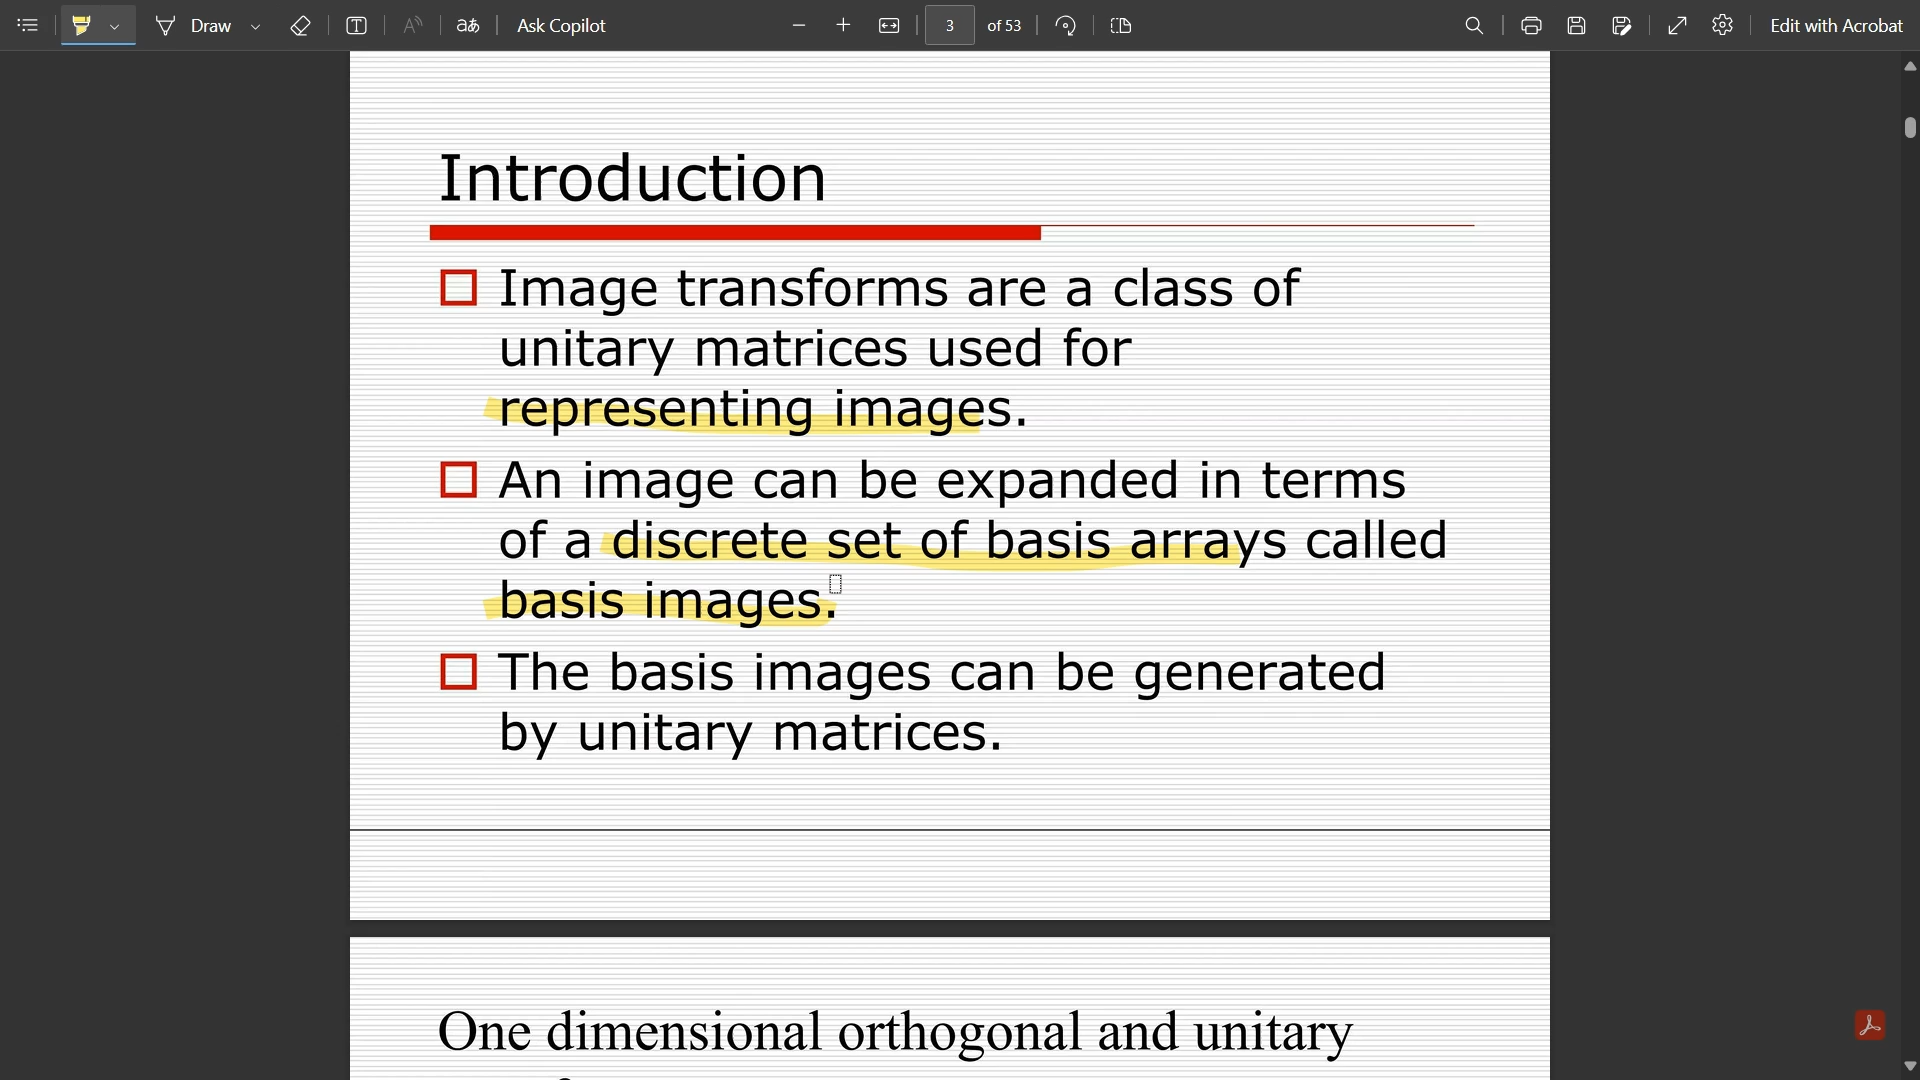 Draw
aあ
Ask Copilot
3 of 53
Edit with Acrobat
Introduction
Image transforms are a class of
unitary matrices used for
representing images.
An image can be expanded in terms
of a discrete set of basis arrays called
basis images.
The basis images can be generated
by unitary matrices.
One dimensional orthogonal and unitary